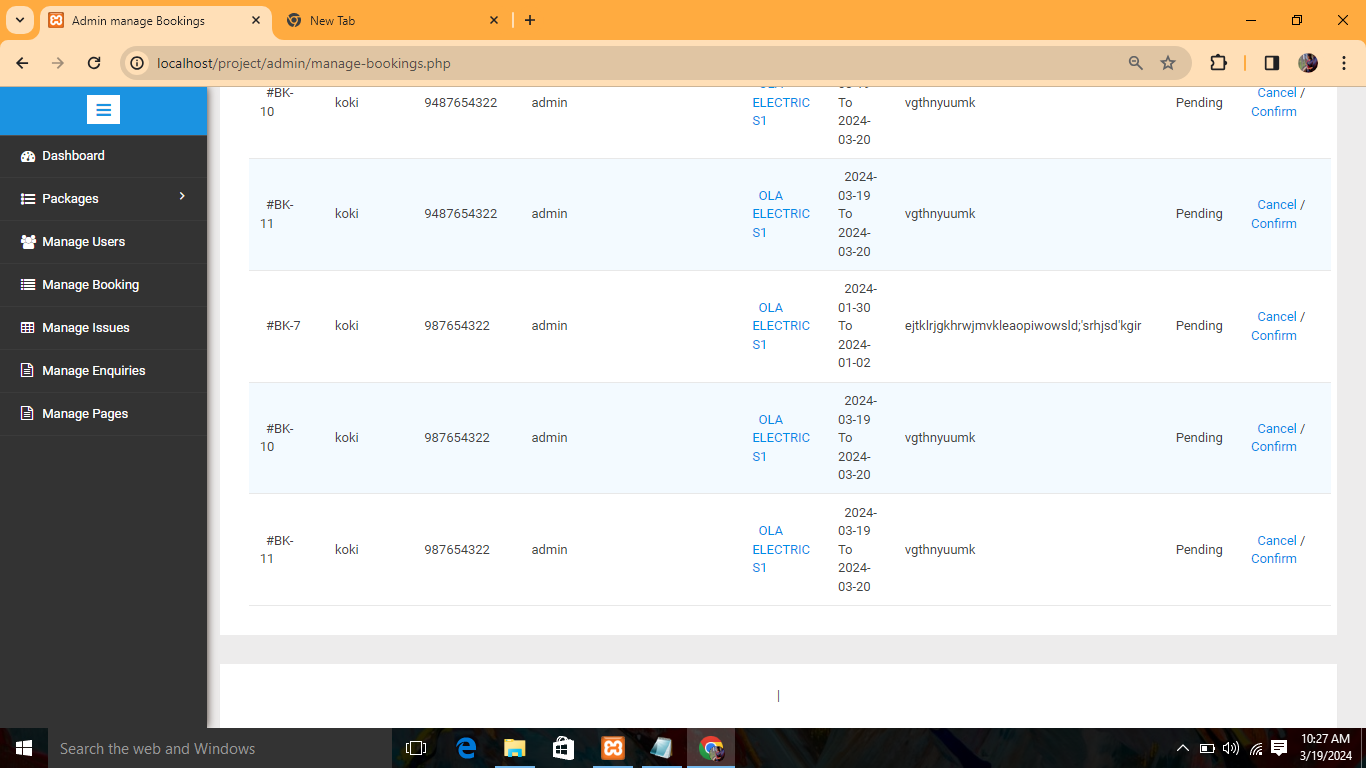 Admin manage Bookings
New Tab
localhost/project/admin/manage-bookings.php
Dashboard
Packages
Manage Users
Manage Booking
Manage Issues
Manage Enquiries
Manage Pages
#BK-
10
koki
9487654322
admin
ELECTRIC
S1
To
2024-
03-20
vgthnyuumk
Pending
Cancel /
Confirm
#BK-
11
koki
9487654322
admin
OLA
ELECTRIC
S1
2024-
03-19
To
2024-
03-20
vgthnyuumk
Pending
Cancel /
Confirm
#BK-7
koki
987654322
OLA
ELECTRIC
S1
2024-
01-30
To
2024-
01-02
ejtklrjgkhrwjmvkleaopiwowsld;'srhjsd'kgir
Pending
Cancel /
Confirm
#BK-
10
koki
987654322
admin
OLA
ELECTRIC
S1
2024-
03-19
To
2024-
03-20
vgthnyuumk
Pending
Cancel /
Confirm
#BK-
11
koki
987654322
admin
OLA
ELECTRIC
S1
2024-
03-19
To
2024-
03-20
vgthnyuumk
Pending
Cancel /
Confirm
|
Search the web and Windows
10:27 AM
3/19/2024